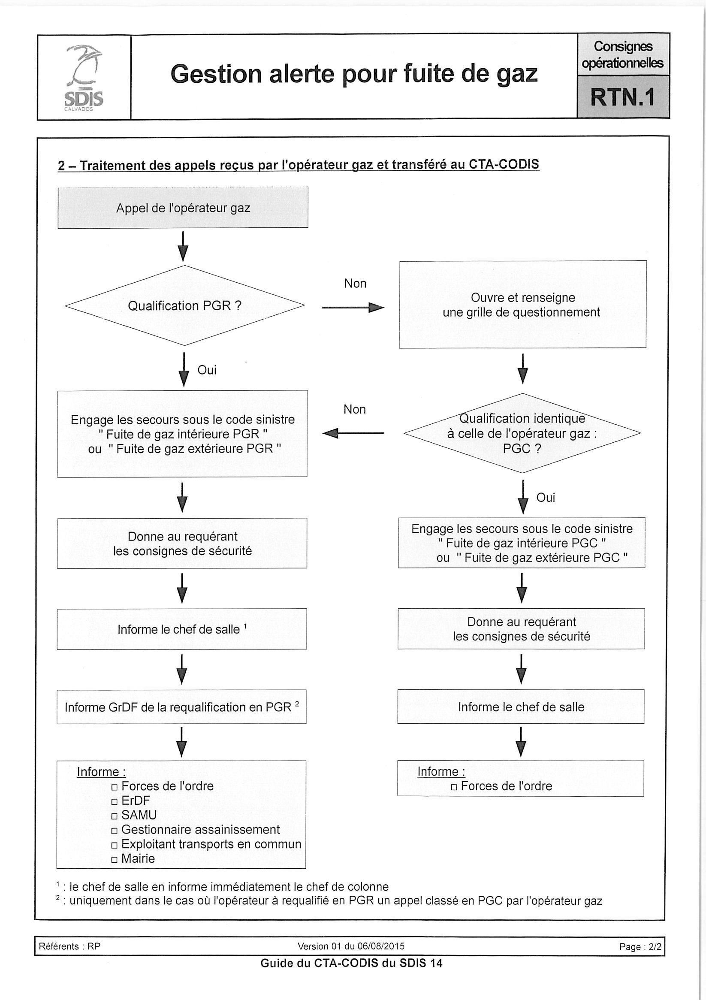 SDIS
CALVADOS
Gestion alerte pour fuite de gaz
Consignes
opérationnelles
RTN.1
2 – Traitement des appels reçus par l'opérateur gaz et transféré au CTA-CODIS
Appel de l'opérateur gaz
Qualification PGR ?
Non
Ouvre et renseigne
une grille de questionnement
Oui
Engage les secours sous le code sinistre
" Fuite de gaz intérieure PGR "
ou " Fuite de gaz extérieure PGR "
Non
Qualification identique
à celle de l'opérateur gaz :
PGC ?
Oui
Donne au requérant
les consignes de sécurité
Engage les secours sous le code sinistre
" Fuite de gaz intérieure PGC "
ou " Fuite de gaz extérieure PGC "
Informe le chef de salle ¹
Donne au requérant
les consignes de sécurité
Informe GrDF de la requalification en PGR ²
Informe le chef de salle
Informe :
□ Forces de l'ordre
□ ErDF
□ SAMU
□ Gestionnaire assainissement
□ Exploitant transports en commun
□ Mairie
Informe :
□ Forces de l'ordre
¹ : le chef de salle en informe immédiatement le chef de colonne
² : uniquement dans le cas où l'opérateur à requalifié en PGR un appel classé en PGC par l'opérateur gaz
Référents : RP
Version 01 du 06/08/2015
Page : 2/2
Guide du CTA-CODIS du SDIS 14